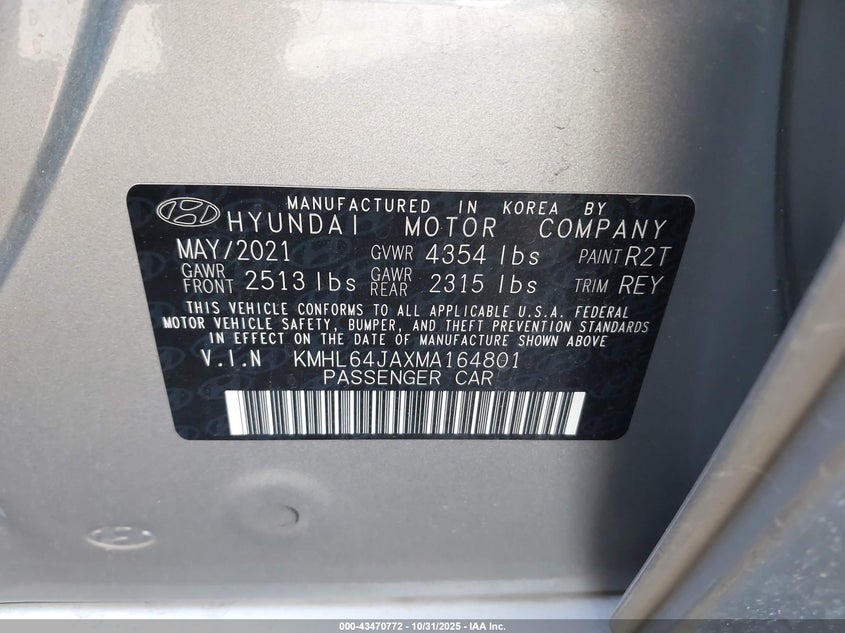 MANUFACTURED IN KOREA BY
HYUNDAI MOTOR COMPANY
MAY/2021 GVWR 4354 lbs PAINT R2T
GAWR FRONT 2513 lbs GAWR REAR 2315 lbs TRIM REY
THIS VEHICLE CONFORMS TO ALL APPLICABLE U.S.A. FEDERAL
MOTOR VEHICLE SAFETY, BUMPER, AND THEFT PREVENTION STANDARDS
IN EFFECT ON THE DATE OF MANUFACTURE SHOWN ABOVE
V.I.N KMHL64JAXMA164801
PASSENGER CAR
000-43470772 - 10/31/2025 - IAA Inc.